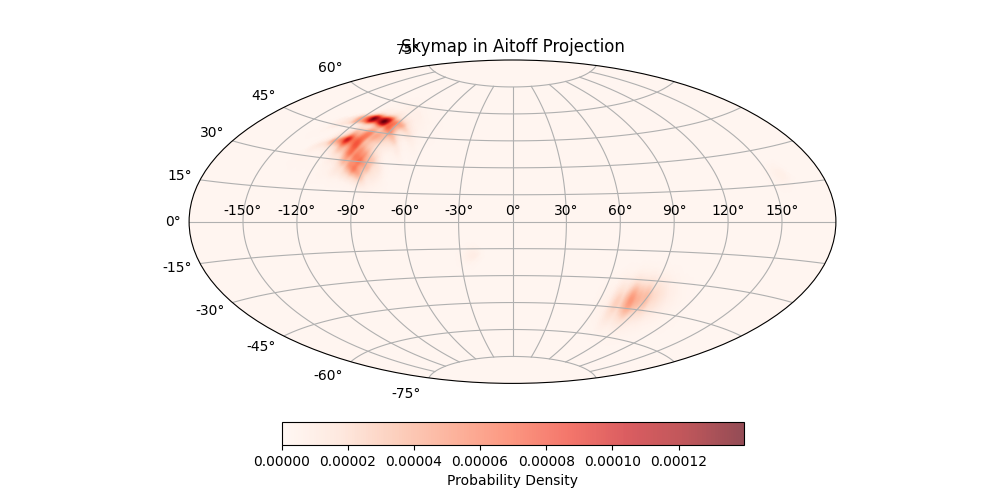 Skymap in Aitoff Projection
75°
60°
45°
30°
15°
-150° -120° -90° -60° -30° 0° 30° 60° 90° 120° 150°
0°
-15°
-30°
-45°
-60°
-75°
0.00000 0.00002 0.00004 0.00006 0.00008 0.00010 0.00012
Probability Density